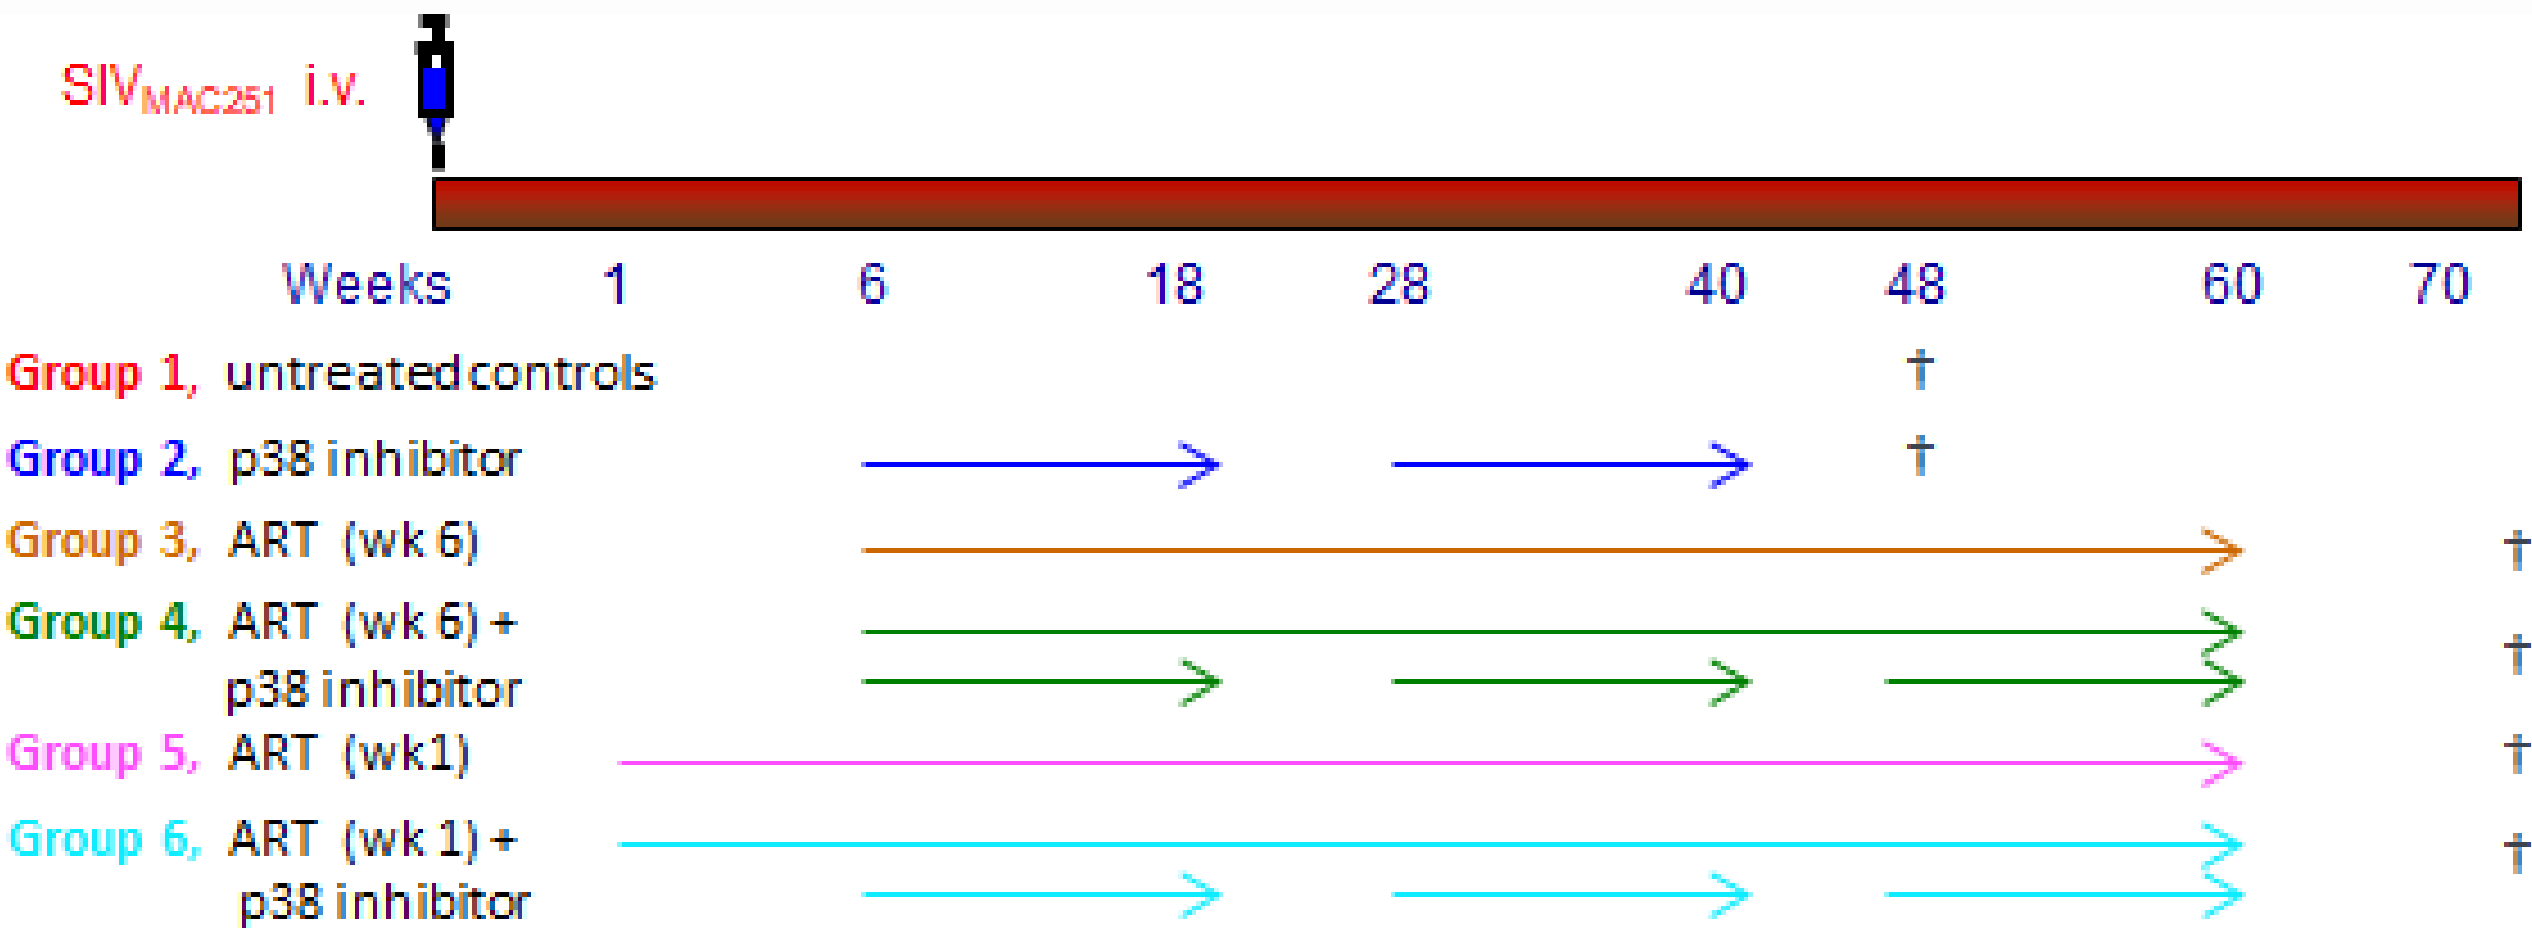 SIVMAC251 i.v.
Weeks 1 6 18 28 40 48 60 70
Group 1, untreated controls †
Group 2, p38 inhibitor †
Group 3, ART (wk 6) †
Group 4, ART (wk 6) + †
p38 inhibitor
Group 5, ART (wk1) †
Group 6, ART (wk 1) + †
p38 inhibitor